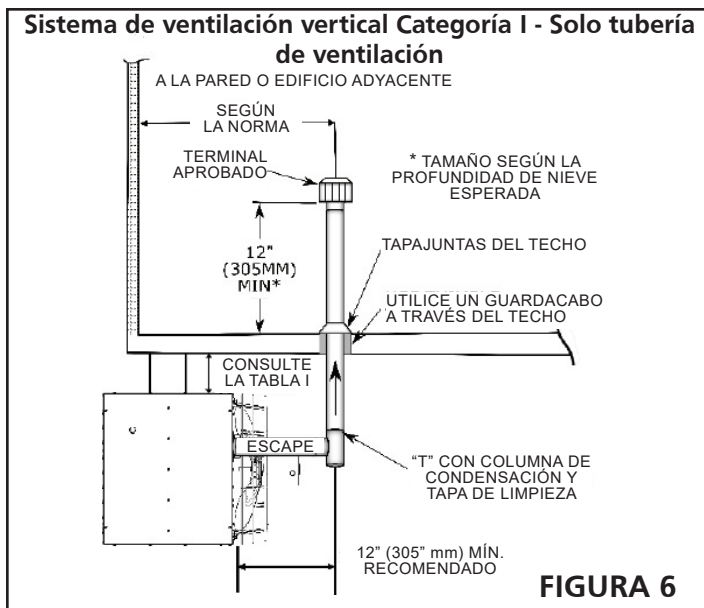 Sistema de ventilación vertical Categoría I - Solo tubería
de ventilación
A LA PARED O EDIFICIO ADYACENTE
SEGÚN
LA NORMA
TERMINAL
APROBADO
* TAMAÑO SEGÚN LA
PROFUNDIDAD DE NIEVE
ESPERADA
12"
(305MM)
MIN*
TAPAJUNTAS DEL TECHO
UTILICE UN GUARDACABO
A TRAVÉS DEL TECHO
CONSULTE
LA TABLA I
ESCAPE
“T” CON COLUMNA DE
CONDENSACIÓN Y
TAPA DE LIMPIEZA
12” (305” mm) MÍN.
RECOMENDADO
FIGURA 6